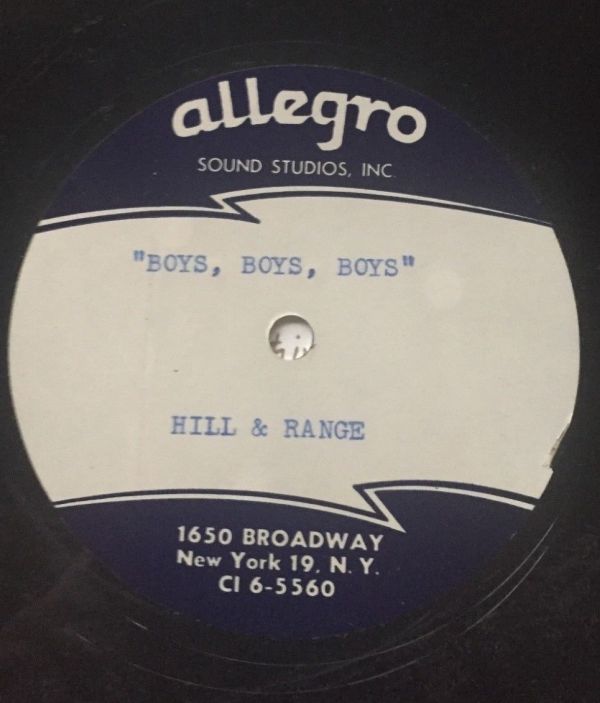 allegro
SOUND STUDIOS, INC.
"BOYS, BOYS, BOYS"
HILL & RANGE
1650 BROADWAY
New York 19, N. Y.
CI 6-5560